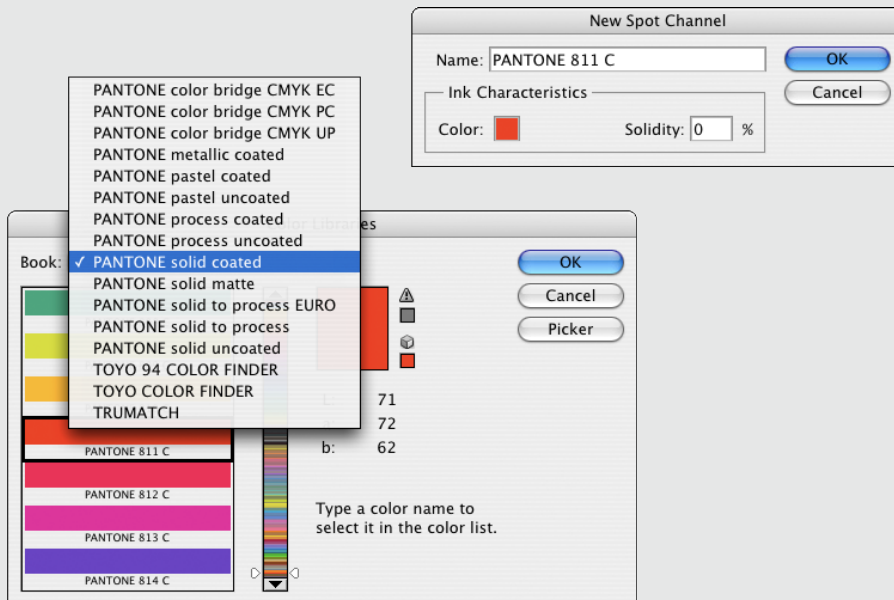 New Spot Channel
Name: PANTONE 811 C
OK
Ink Characteristics
Cancel
Color:
Solidity: 0 %
PANTONE color bridge CMYK EC
PANTONE color bridge CMYK PC
PANTONE color bridge CMYK UP
PANTONE metallic coated
PANTONE pastel coated
PANTONE pastel uncoated
PANTONE process coated
PANTONE process uncoated
PANTONE solid coated
PANTONE solid matte
PANTONE solid to process EURO
PANTONE solid to process
PANTONE solid uncoated
TOYO 94 COLOR FINDER
TOYO COLOR FINDER
TRUMATCH
Color Libraries
Book:
OK
Cancel
Picker
L 71
72
b: 62
PANTONE 811 C
PANTONE 812 C
PANTONE 813 C
PANTONE 814 C
Type a color name to
select it in the color list.